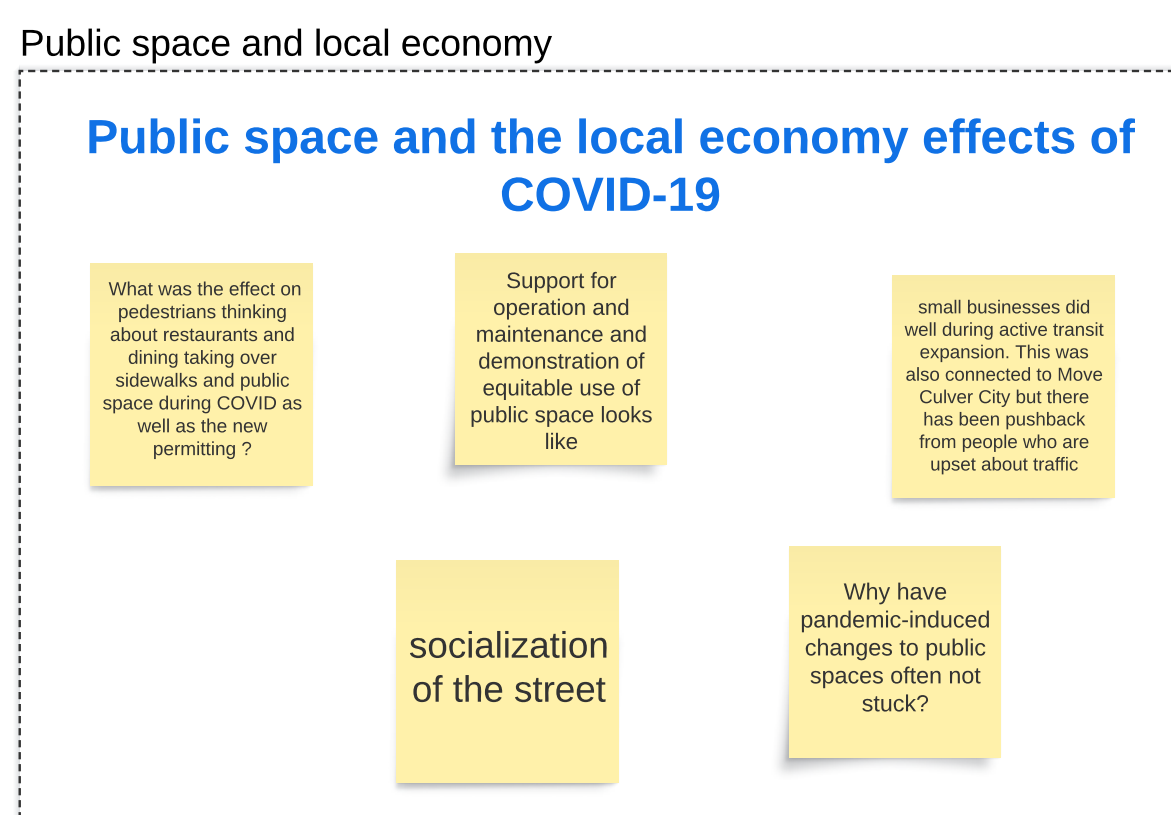 Public space and local economy
Public space and the local economy effects of
COVID-19
What was the effect on
pedestrians thinking
about restaurants and
dining taking over
sidewalks and public
space during COVID as
well as the new
permitting ?
Support for
operation and
maintenance and
demonstration of
equitable use of
public space looks
like
small businesses did
well during active transit
expansion. This was
also connected to Move
Culver City but there
has been pushback
from people who are
upset about traffic
socialization
of the street
Why have
pandemic-induced
changes to public
spaces often not
stuck?